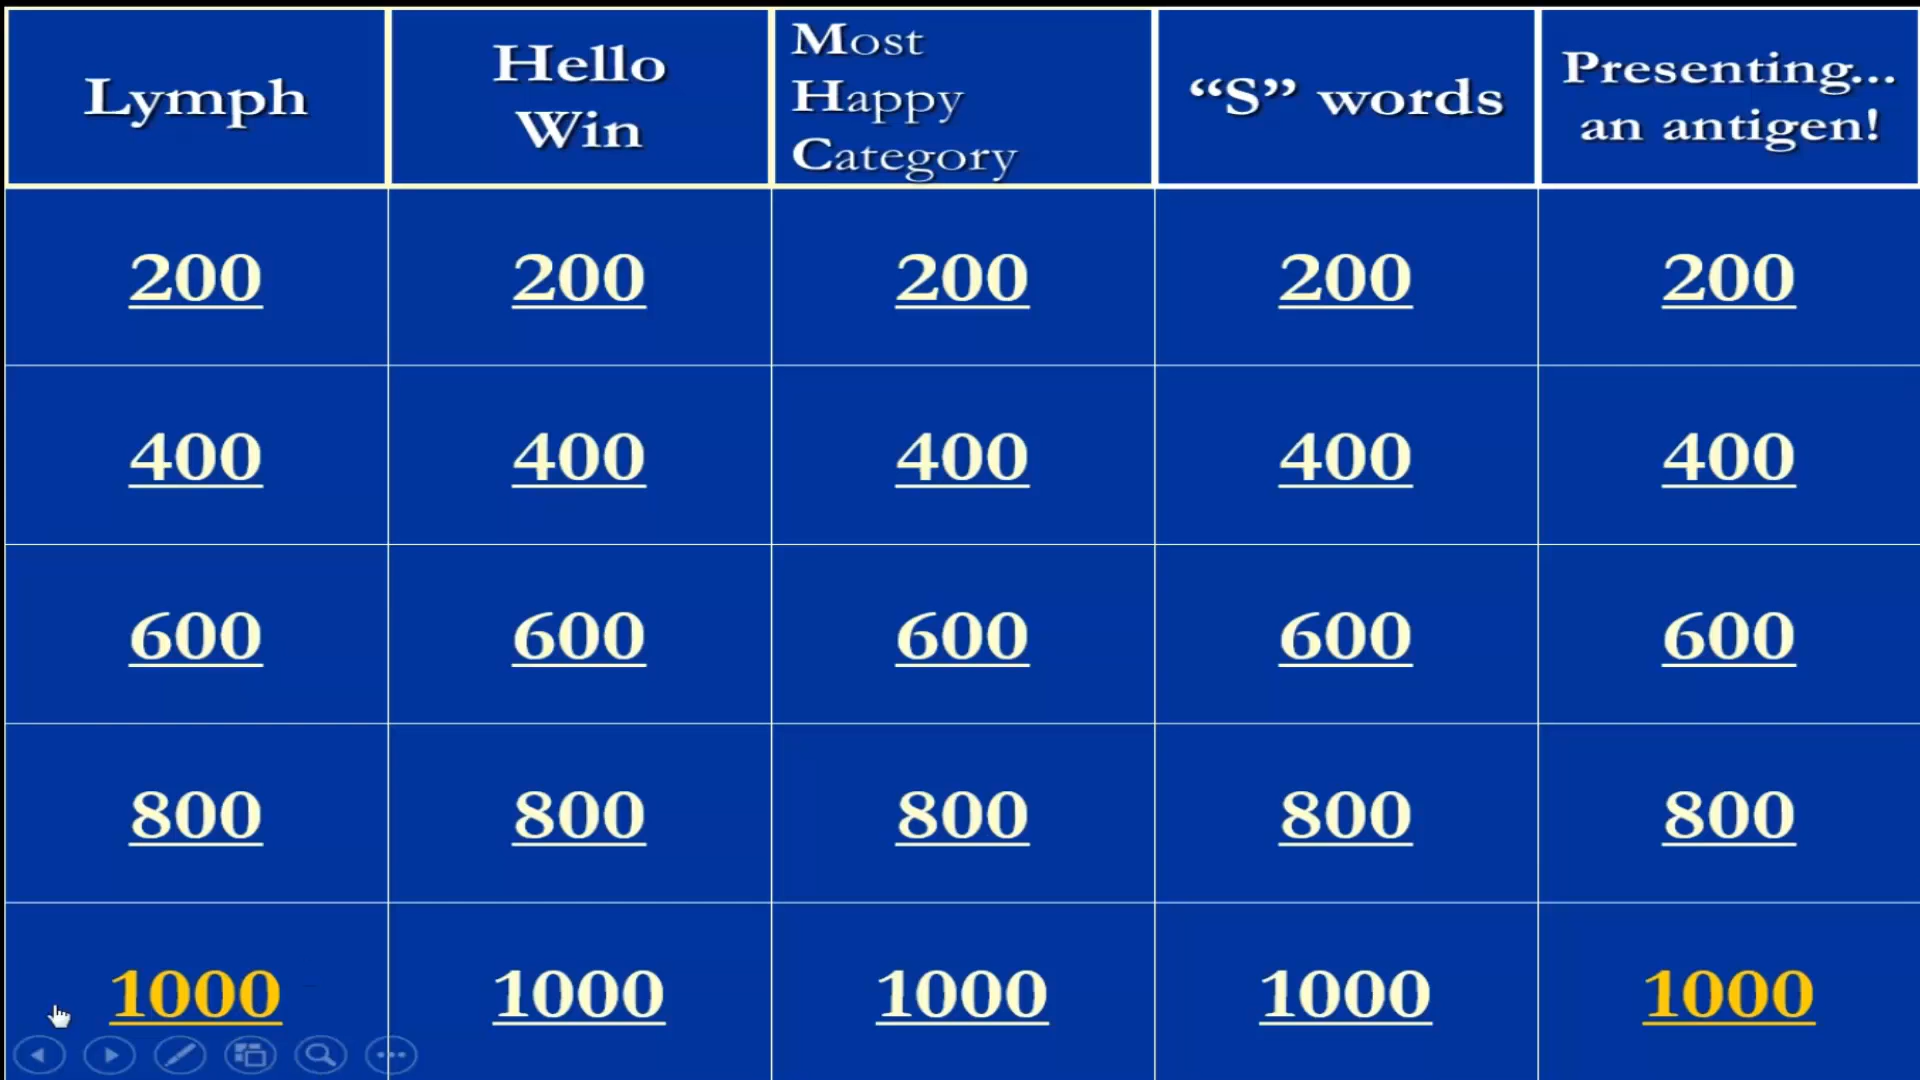 Lymph
Hello
Win
Most
Happy
Category
“S” words
Presenting...
an antigen!
200 200 200 200 200
400 400 400 400 400
600 600 600 600 600
800 800 800 800 800
1000 1000 1000 1000 1000